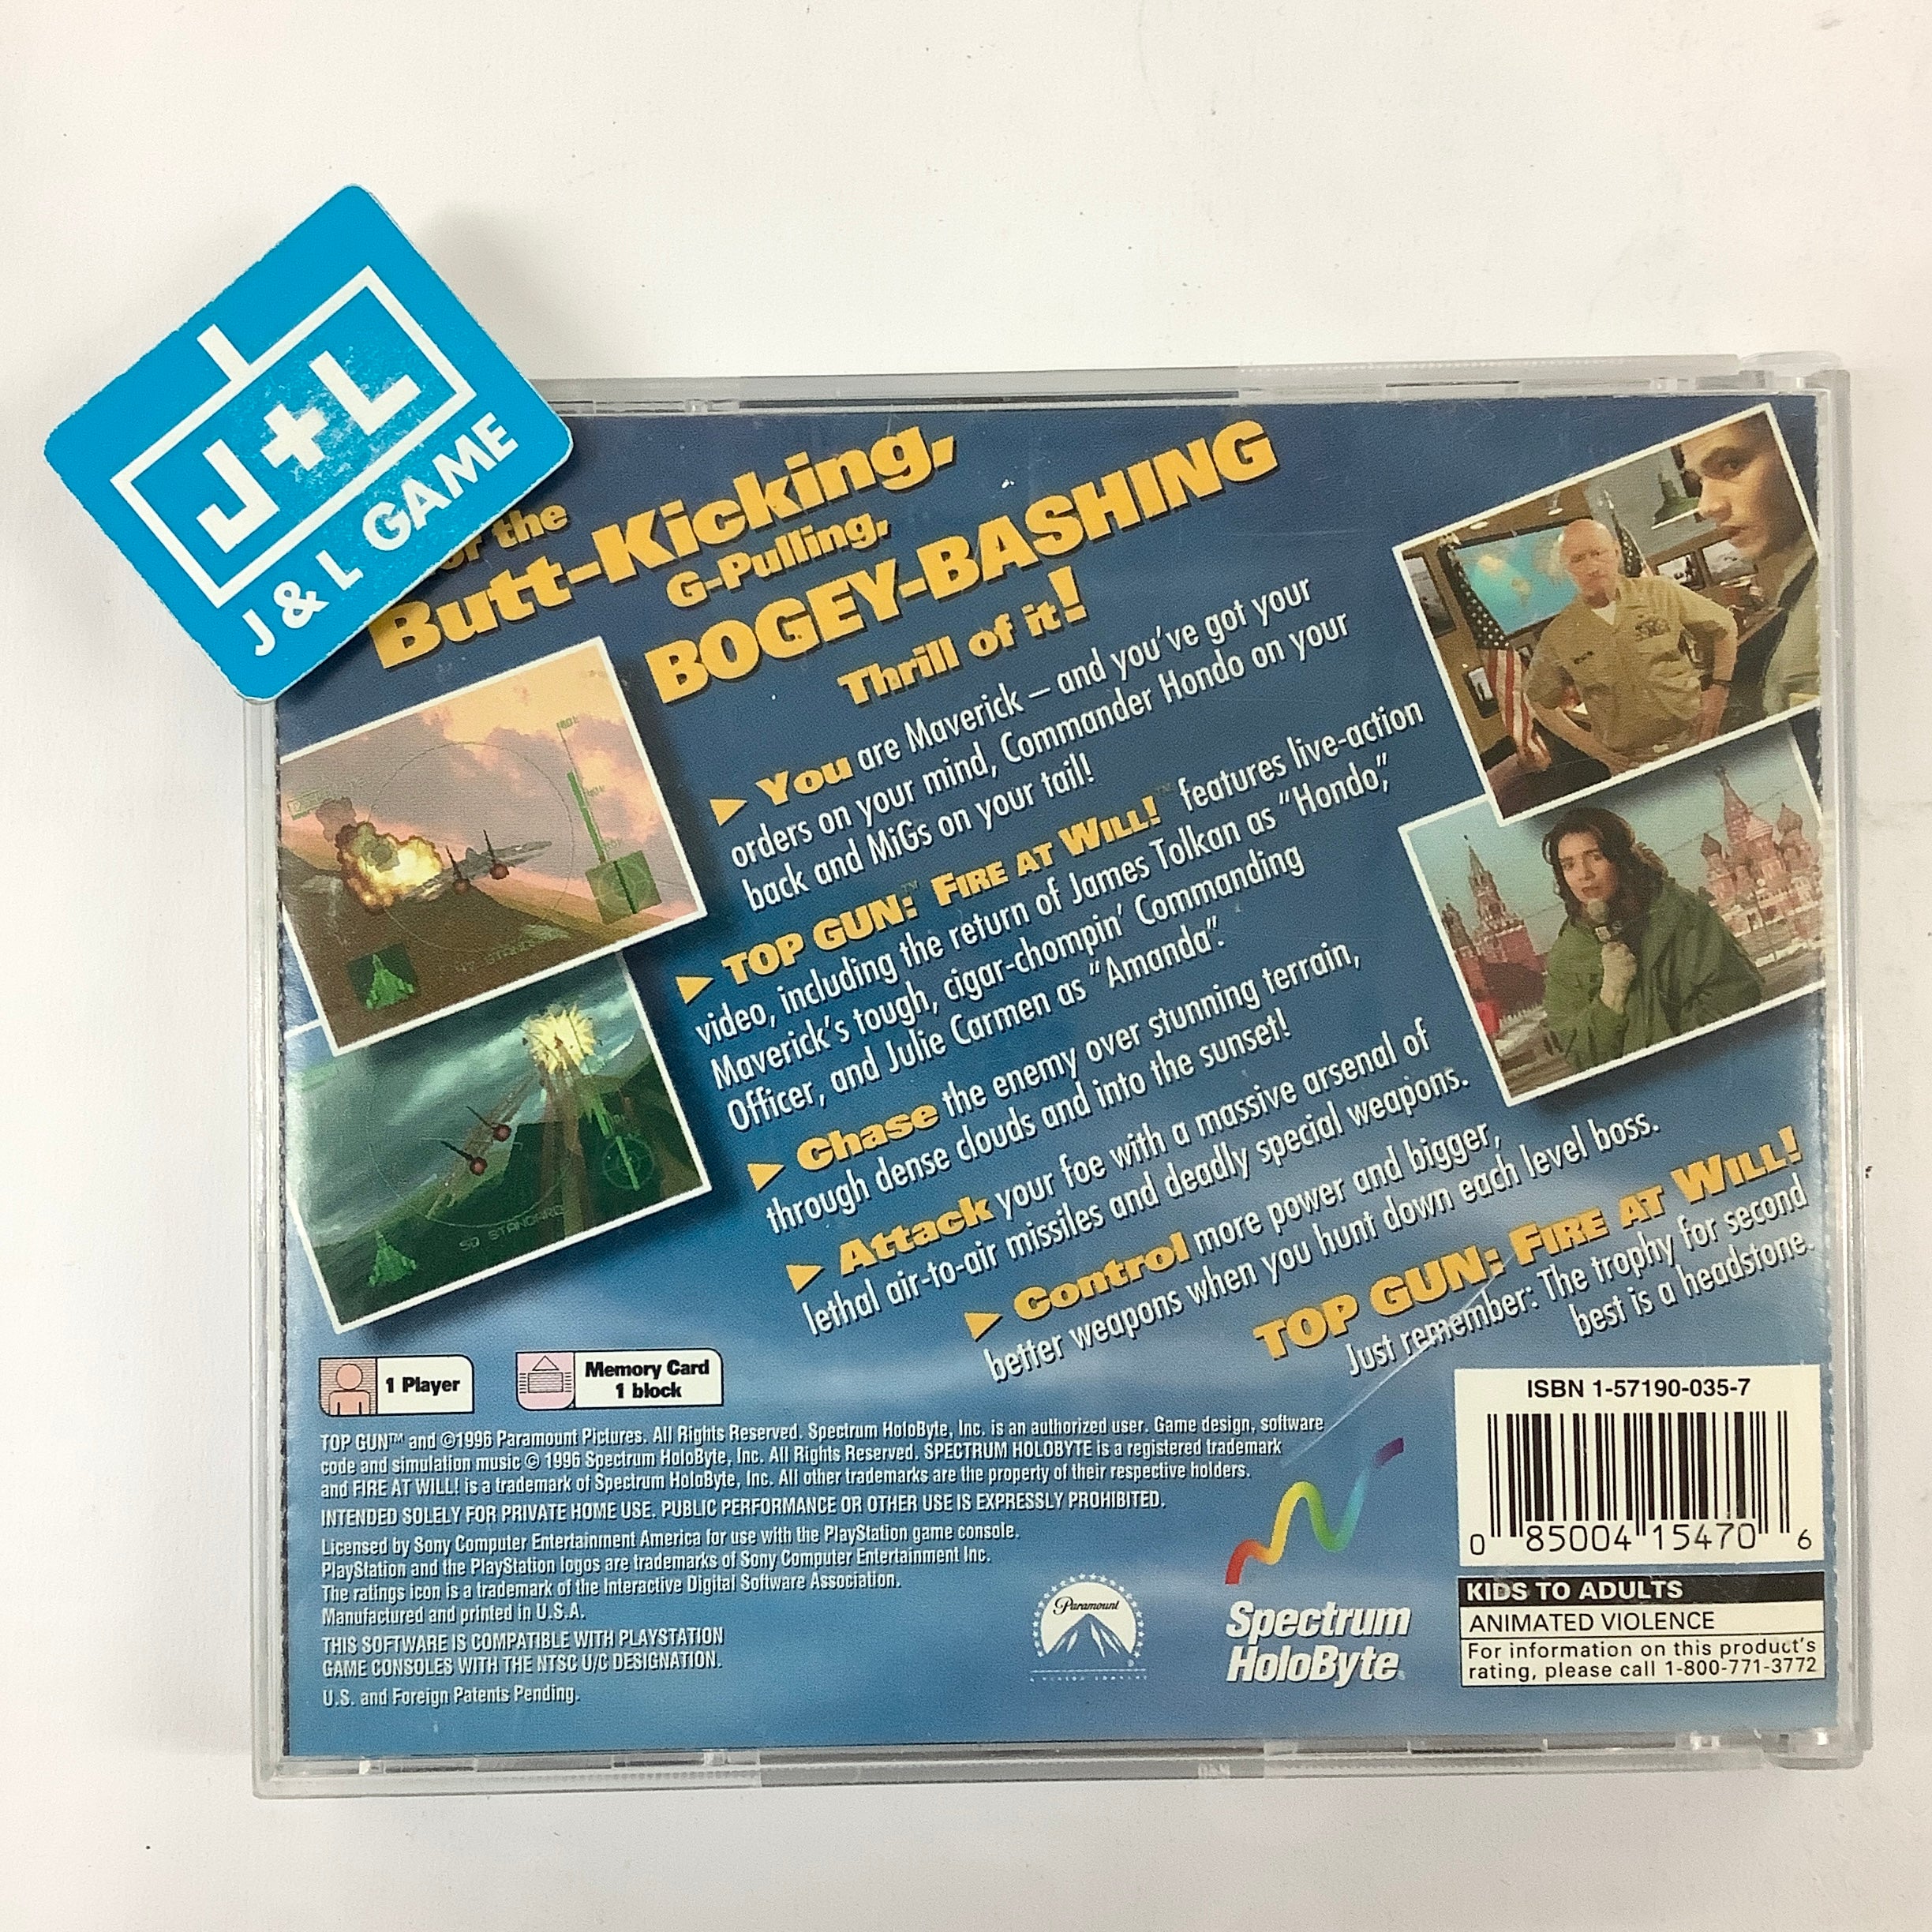 J+L
J & L GAME
the
Butt-Kicking,
G-Pulling,
BOGEY-BASHING
Thrill of it!
You are Maverick – and you've got your
orders on your mind, Commander Hondo on your
back and MiGs on your tail!
TOP GUN:™ FIRE AT WILL!™ features live-action
video, including the return of James Tolkan as "Hondo",
Maverick's tough, cigar-chompin' Commanding
Officer, and Julie Carmen as "Amanda".
Chase the enemy over stunning terrain,
through dense clouds and into the sunset!
Attack your foe with a massive arsenal of
lethal air-to-air missiles and deadly special weapons.
Control more power and bigger,
better weapons when you hunt down each level boss.
TOP GUN: FIRE AT WILL!
Just remember: The trophy for second
best is a headstone.
STANDARD
50 STANDARD
1 Player
Memory Card
1 block
TOP GUN™ and ©1996 Paramount Pictures. All Rights Reserved. Spectrum HoloByte, Inc. is an authorized user. Game design, software
code and simulation music © 1996 Spectrum HoloByte, Inc. All Rights Reserved. SPECTRUM HOLOBYTE is a registered trademark
and FIRE AT WILL! is a trademark of Spectrum HoloByte, Inc. All other trademarks are the property of their respective holders.
INTENDED SOLELY FOR PRIVATE HOME USE. PUBLIC PERFORMANCE OR OTHER USE IS EXPRESSLY PROHIBITED.
Licensed by Sony Computer Entertainment America for use with the PlayStation game console.
PlayStation and the PlayStation logos are trademarks of Sony Computer Entertainment Inc.
The ratings icon is a trademark of the Interactive Digital Software Association.
Manufactured and printed in U.S.A.
THIS SOFTWARE IS COMPATIBLE WITH PLAYSTATION
GAME CONSOLES WITH THE NTSC U/C DESIGNATION.
U.S. and Foreign Patents Pending.
Paramount
Spectrum
HoloByte
ISBN 1-57190-035-7
0 85004 15470 6
KIDS TO ADULTS
ANIMATED VIOLENCE
For information on this product's
rating, please call 1-800-771-3772